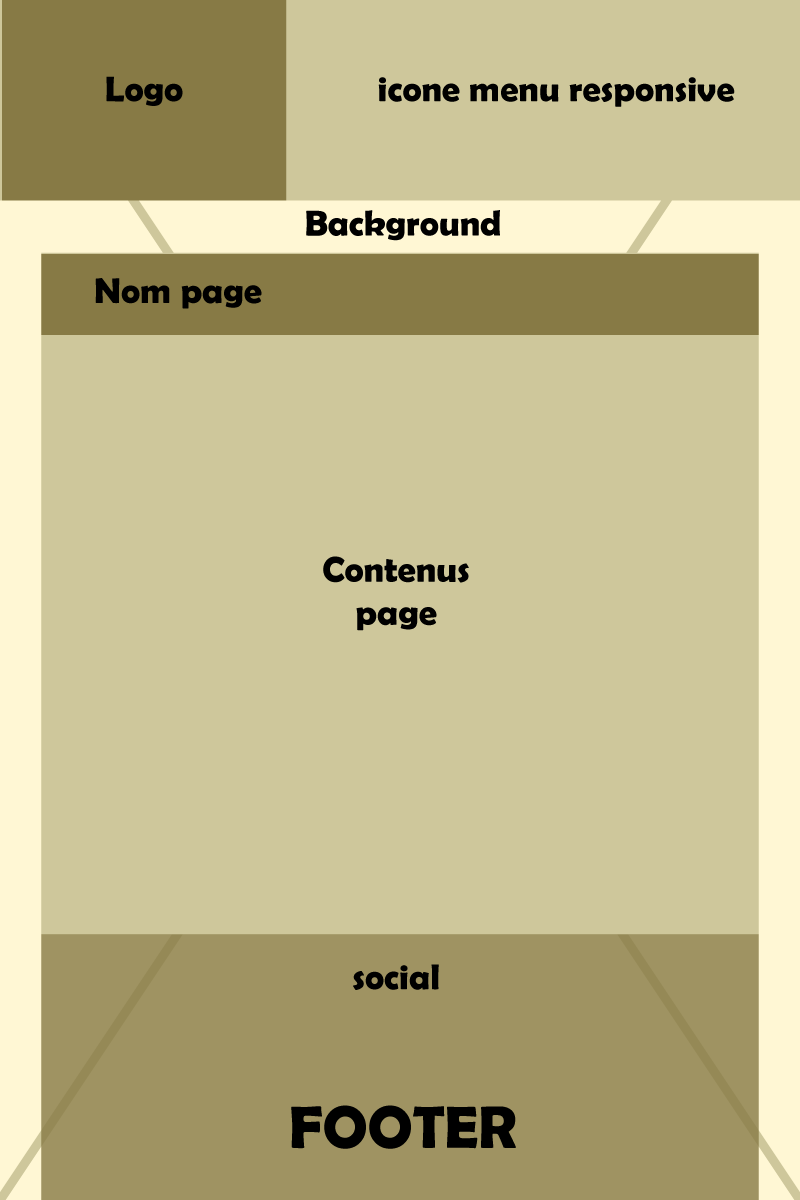 Logo
icone menu responsive
Background
Nom page
Contenus
page
social
FOOTER